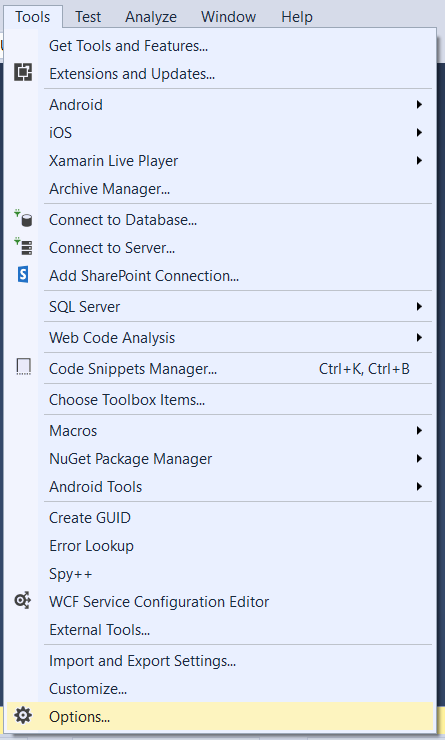 Tools Test Analyze Window Help
Get Tools and Features...
Extensions and Updates...
Android
iOS
Xamarin Live Player
Archive Manager...
Connect to Database...
Connect to Server...
Add SharePoint Connection...
SQL Server
Web Code Analysis
Code Snippets Manager... Ctrl+K, Ctrl+B
Choose Toolbox Items...
Macros
NuGet Package Manager
Android Tools
Create GUID
Error Lookup
Spy++
WCF Service Configuration Editor
External Tools...
Import and Export Settings...
Customize...
Options...